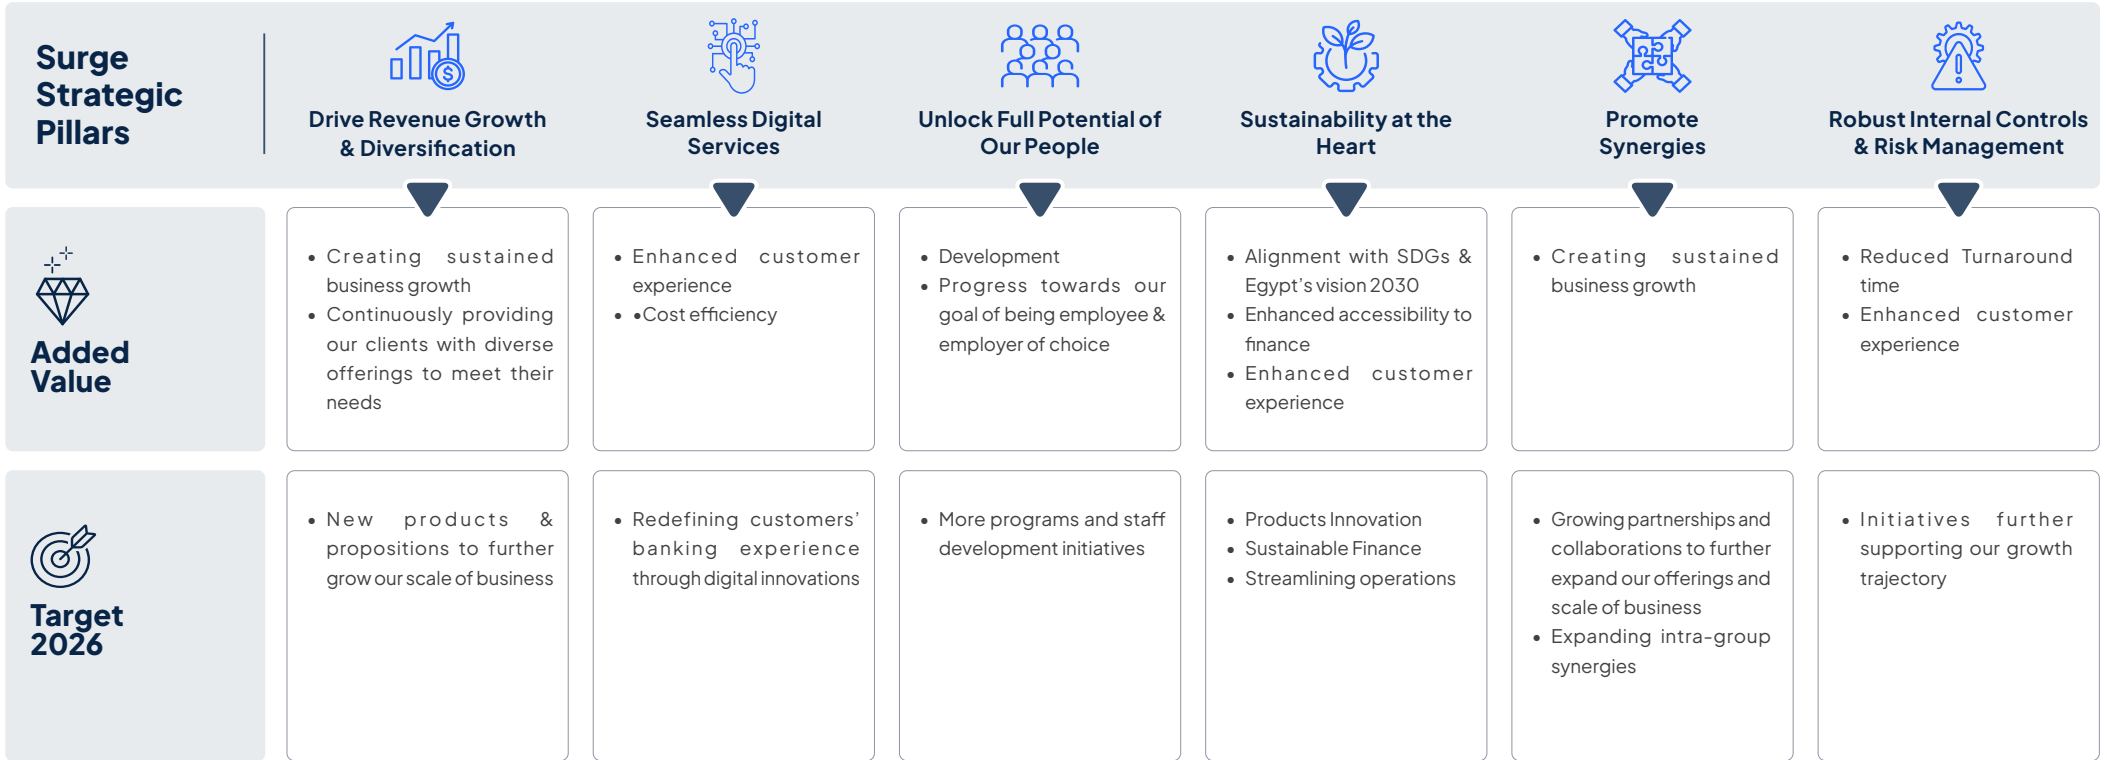 Surge
Strategic
Pillars
Drive Revenue Growth
& Diversification
Seamless Digital
Services
Unlock Full Potential of
Our People
Sustainability at the
Heart
Promote
Synergies
Robust Internal Controls
& Risk Management
Added
Value
• Creating sustained
business growth
• Continuously providing
our clients with diverse
offerings to meet their
needs
• Enhanced customer
experience
• •Cost efficiency
• Development
• Progress towards our
goal of being employee &
employer of choice
• Alignment with SDGs &
Egypt’s vision 2030
• Enhanced accessibility to
finance
• Enhanced customer
experience
• Creating sustained
business growth
• Reduced Turnaround
time
• Enhanced customer
experience
Target
2026
• New products &
propositions to further
grow our scale of business
• Redefining customers’
banking experience
through digital innovations
• More programs and staff
development initiatives
• Products Innovation
• Sustainable Finance
• Streamlining operations
• Growing partnerships and
collaborations to further
expand our offerings and
scale of business
• Expanding intra-group
synergies
• Initiatives further
supporting our growth
trajectory